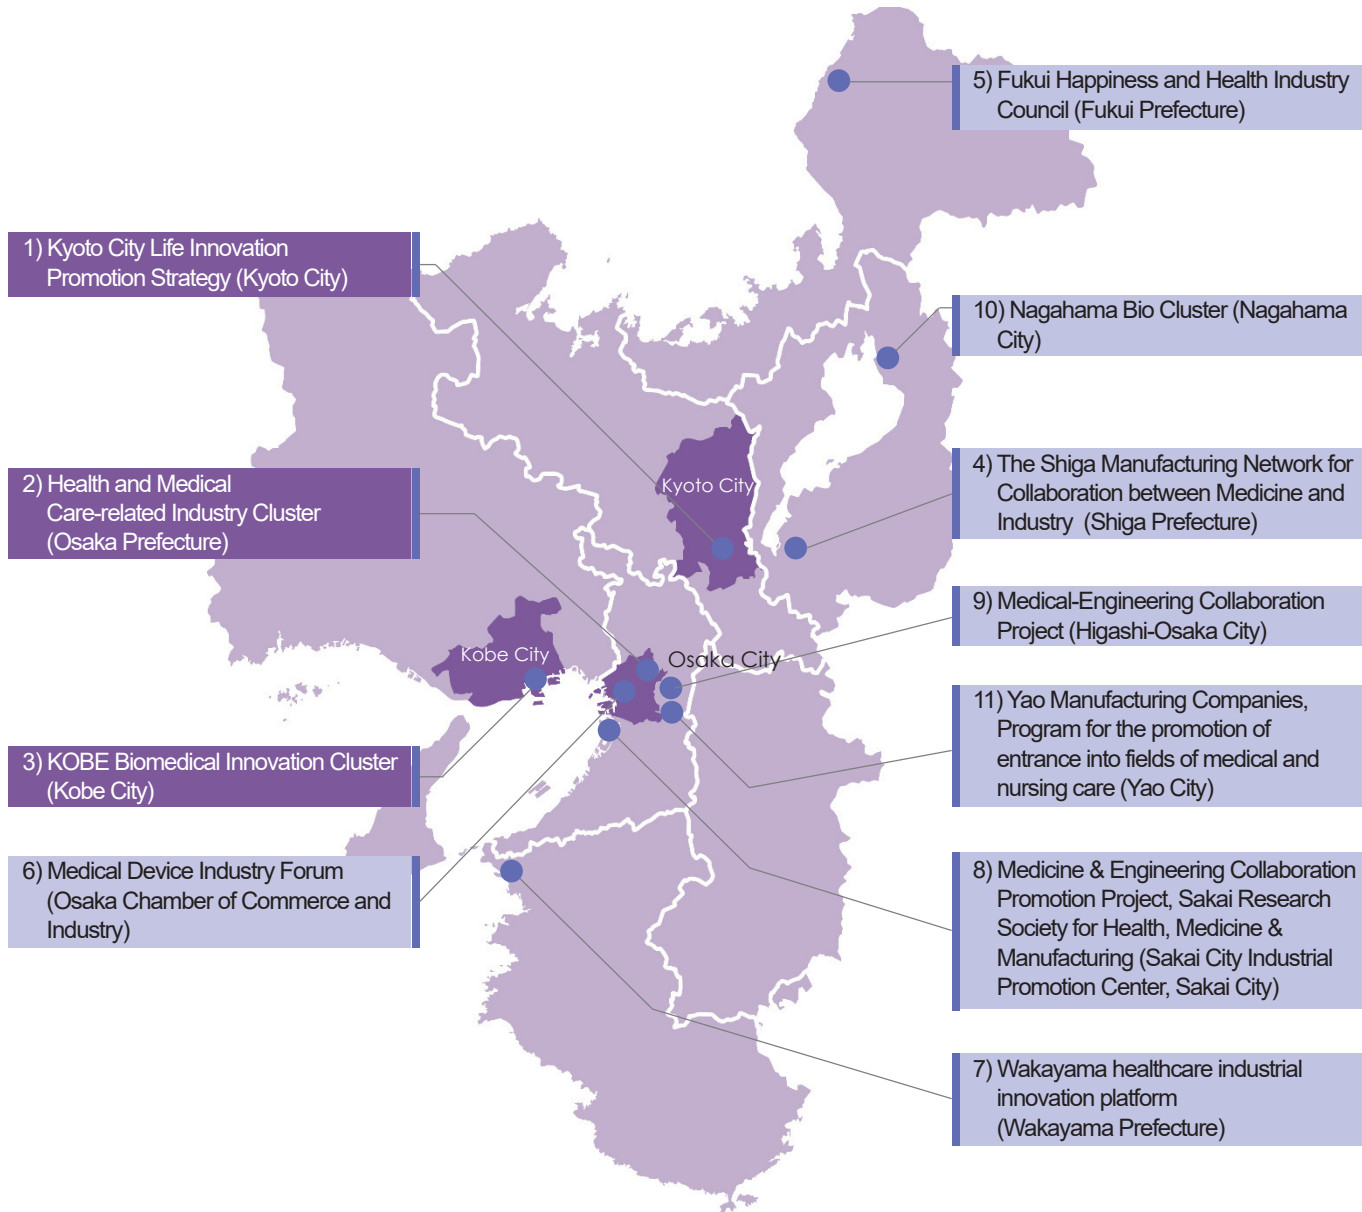 5) Fukui Happiness and Health Industry
Council (Fukui Prefecture)
1) Kyoto City Life Innovation
Promotion Strategy (Kyoto City)
10) Nagahama Bio Cluster (Nagahama
City)
2) Health and Medical
Care-related Industry Cluster
(Osaka Prefecture)
Kyoto City
4) The Shiga Manufacturing Network for
Collaboration between Medicine and
Industry (Shiga Prefecture)
9) Medical-Engineering Collaboration
Project (Higashi-Osaka City)
Kobe City
Osaka City
11) Yao Manufacturing Companies,
Program for the promotion of
entrance into fields of medical and
nursing care (Yao City)
3) KOBE Biomedical Innovation Cluster
(Kobe City)
6) Medical Device Industry Forum
(Osaka Chamber of Commerce and
Industry)
8) Medicine & Engineering Collaboration
Promotion Project, Sakai Research
Society for Health, Medicine &
Manufacturing (Sakai City Industrial
Promotion Center, Sakai City)
7) Wakayama healthcare industrial
innovation platform
(Wakayama Prefecture)